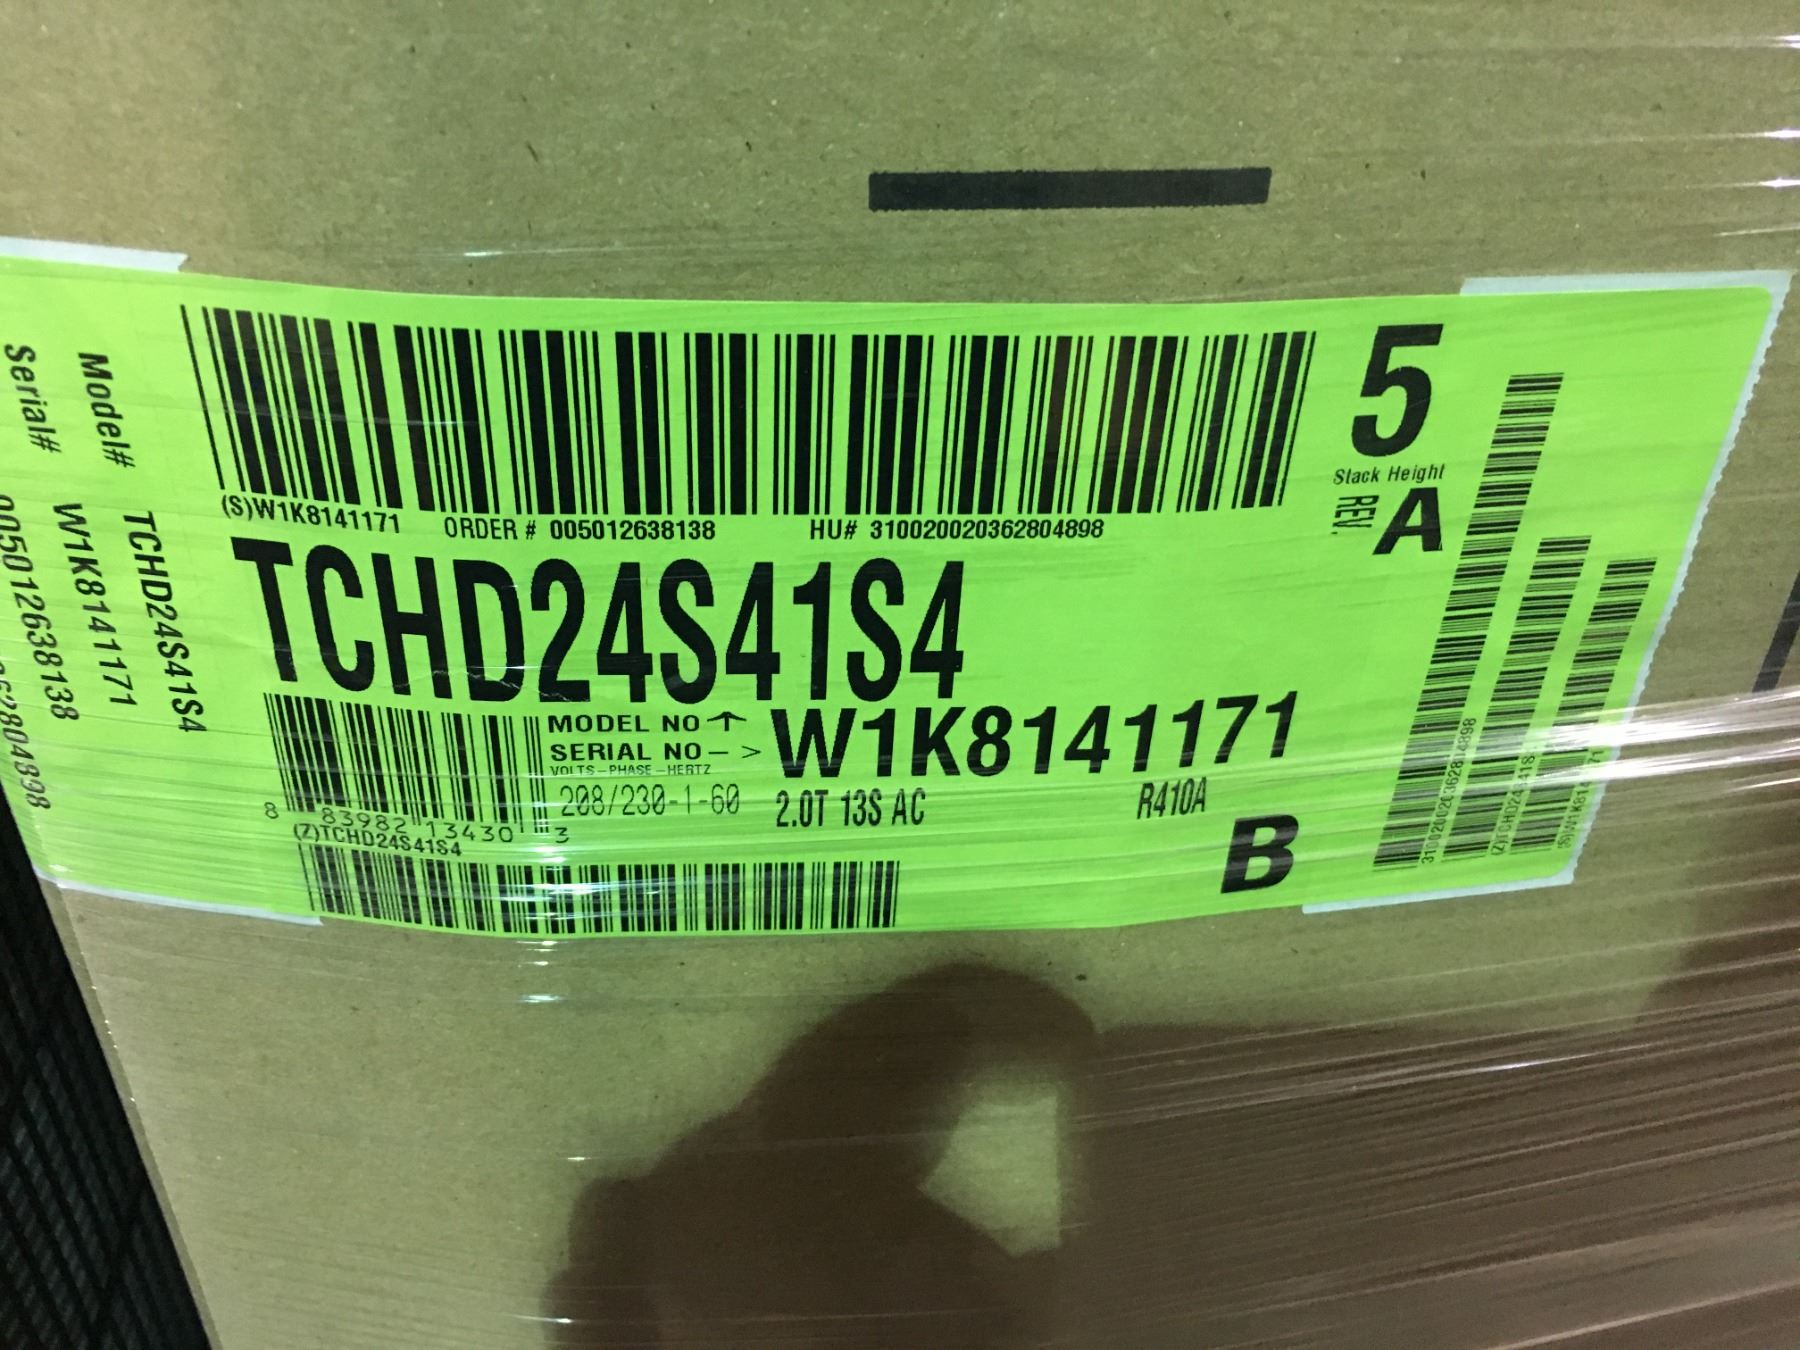 5
Stack Height
REV. A
(S)W1K8141171 ORDER # 005012638138 HU# 310020020362804898
TCHD24S41S4
MODEL NO ↑
SERIAL NO –> W1K8141171
VOLTS–PHASE–HERTZ
208/230-1-60 2.0T 13S AC R410A
8 83982 13430 3
(Z)TCHD24S41S4
B
Model# TCHD24S41S4
Serial# W1K8141171
005012638138